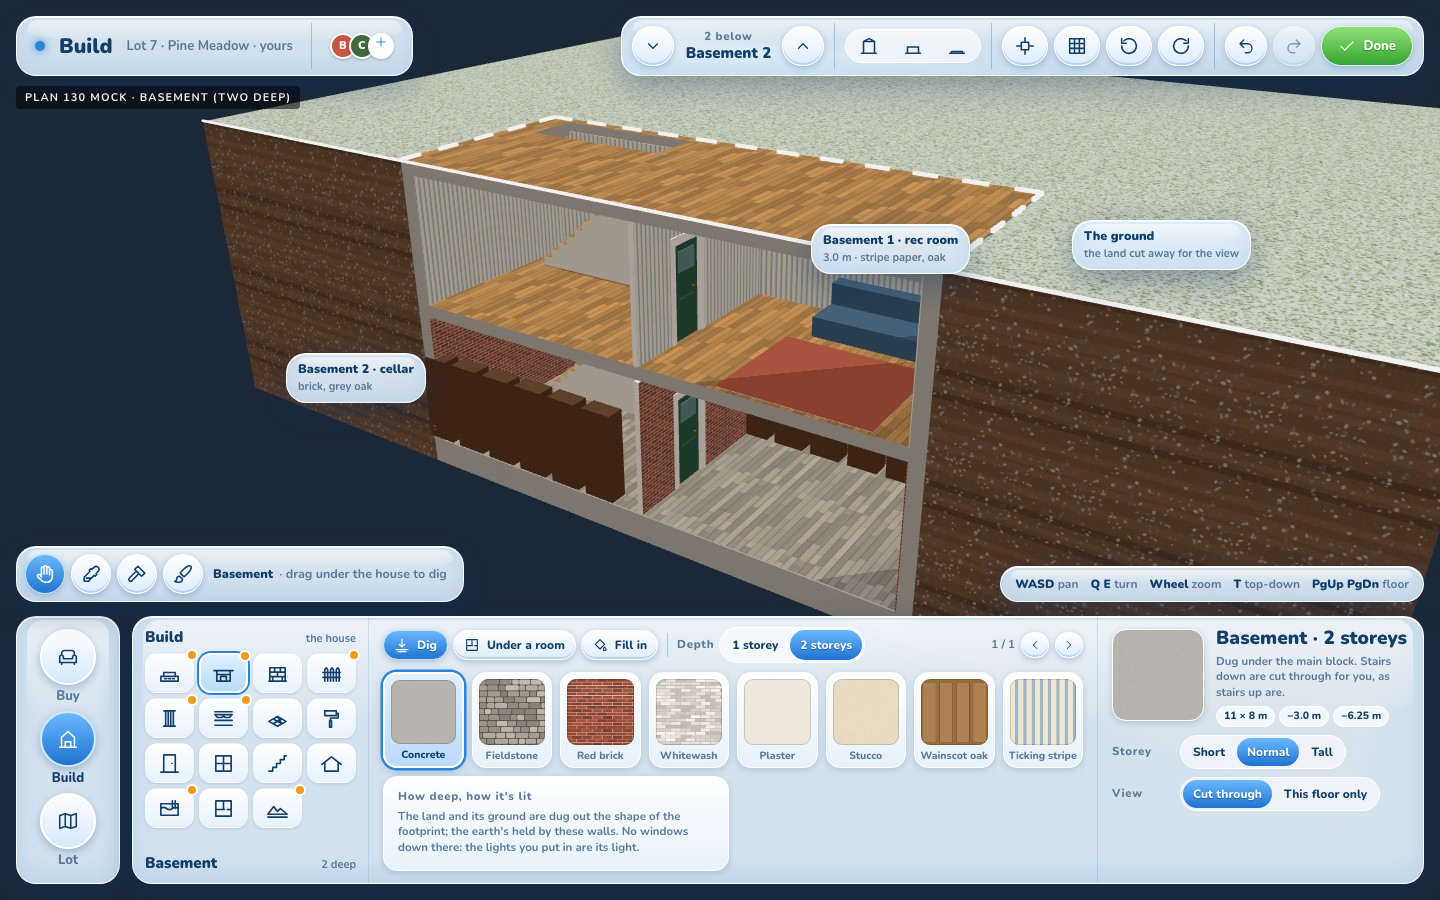 Build
Lot 7 · Pine Meadow · yours
B C +
2 below
Basement 2
Done
PLAN 130 MOCK · BASEMENT (TWO DEEP)
Basement 1 · rec room
3.0 m · stripe paper, oak
The ground
the land cut away for the view
Basement 2 · cellar
brick, grey oak
Basement · drag under the house to dig
WASD pan Q E turn Wheel zoom T top-down PgUp PgDn floor
Buy
Build
Lot
Build
the house
Basement
2 deep
Dig
Under a room
Fill in
Depth
1 storey
2 storeys
1 / 1
Concrete
Fieldstone
Red brick
Whitewash
Plaster
Stucco
Wainscot oak
Ticking stripe
How deep, how it's lit
The land and its ground are dug out the shape of the
footprint; the earth's held by these walls. No windows
down there: the lights you put in are its light.
Basement · 2 storeys
Dug under the main block. Stairs
down are cut through for you, as
stairs up are.
11 × 8 m
−3.0 m
−6.25 m
Storey
Short
Normal
Tall
View
Cut through
This floor only